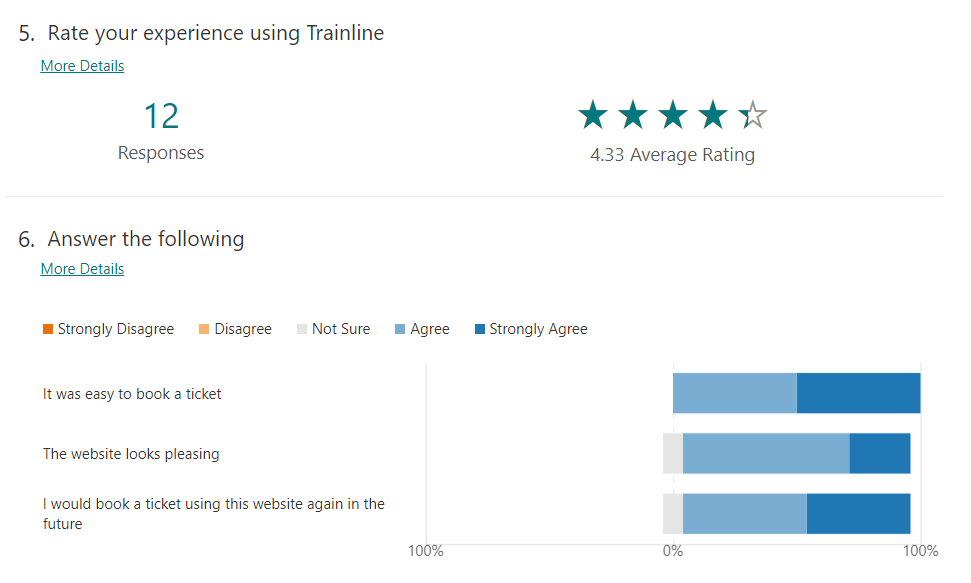 5. Rate your experience using Trainline
More Details
12
Responses
4.33 Average Rating
6. Answer the following
More Details
Strongly Disagree Disagree Not Sure Agree Strongly Agree
It was easy to book a ticket
The website looks pleasing
I would book a ticket using this website again in the
future
100% 0% 100%